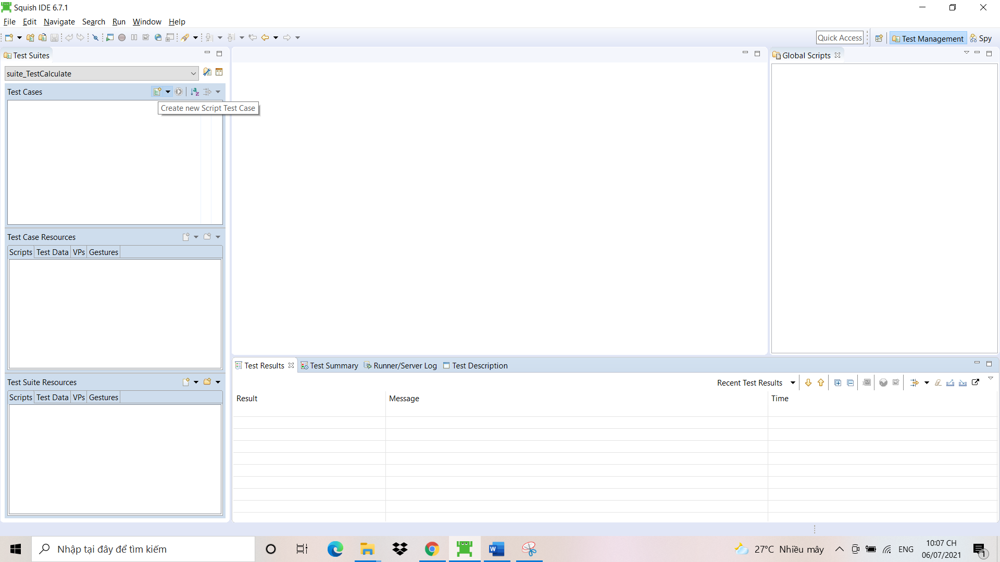 Squish IDE 6.7.1
File Edit Navigate Search Run Window Help
Quick Access Test Management Spy
Test Suites
suite_TestCalculate
Test Cases
Create new Script Test Case
Test Case Resources
Scripts Test Data VPs Gestures
Test Suite Resources
Scripts Test Data VPs Gestures
Global Scripts
Test Results Test Summary Runner/Server Log Test Description
Recent Test Results
Result Message Time
Nhập tại đây để tìm kiếm
27°C Nhiều mây
ENG
10:07 CH
06/07/2021
1